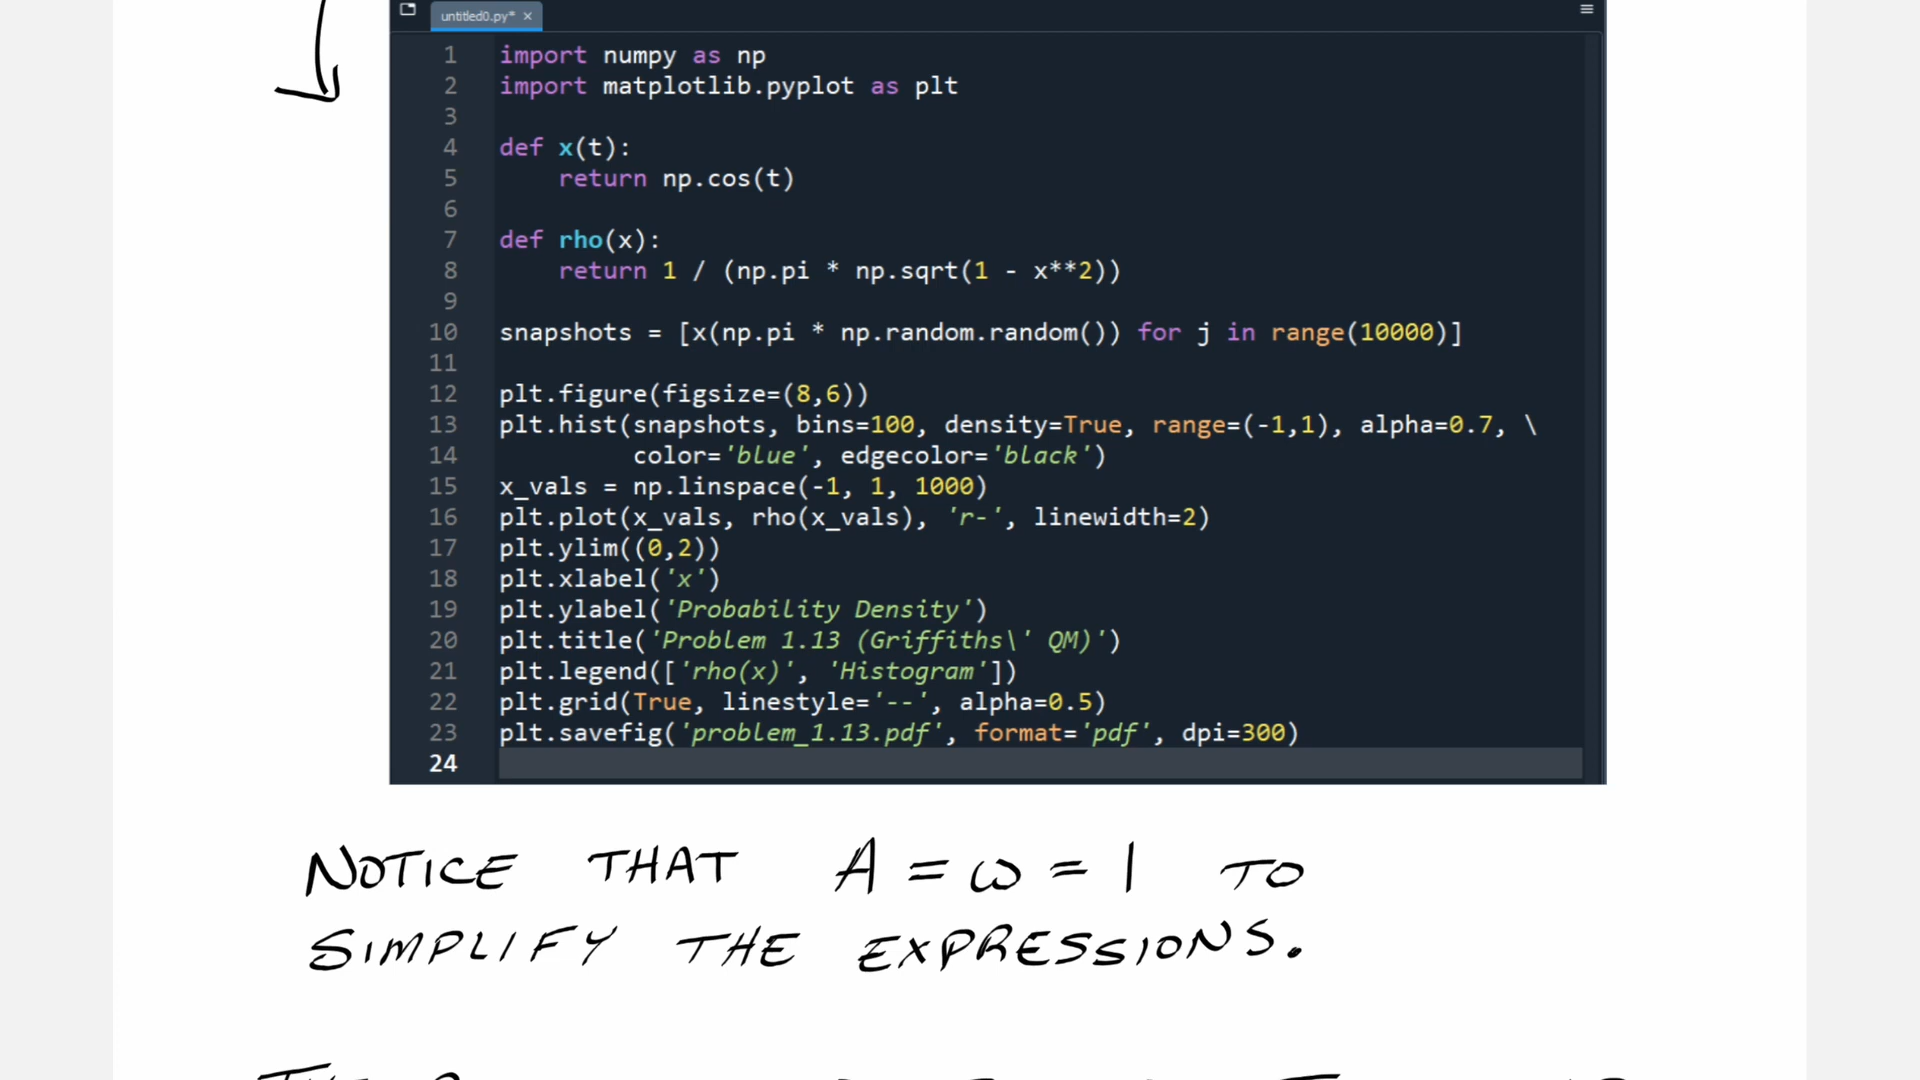 untitled0.py* ×
1 import numpy as np
2 import matplotlib.pyplot as plt
3
4 def x(t):
5     return np.cos(t)
6
7 def rho(x):
8     return 1 / (np.pi * np.sqrt(1 - x**2))
9
10 snapshots = [x(np.pi * np.random.random()) for j in range(10000)]
11
12 plt.figure(figsize=(8,6))
13 plt.hist(snapshots, bins=100, density=True, range=(-1,1), alpha=0.7, \
14          color='blue', edgecolor='black')
15 x_vals = np.linspace(-1, 1, 1000)
16 plt.plot(x_vals, rho(x_vals), 'r-', linewidth=2)
17 plt.ylim((0,2))
18 plt.xlabel('x')
19 plt.ylabel('Probability Density')
20 plt.title('Problem 1.13 (Griffiths\' QM)')
21 plt.legend(['rho(x)', 'Histogram'])
22 plt.grid(True, linestyle='--', alpha=0.5)
23 plt.savefig('problem_1.13.pdf', format='pdf', dpi=300)
24
NOTICE THAT A = ω = 1 TO
SIMPLIFY THE EXPRESSIONS.